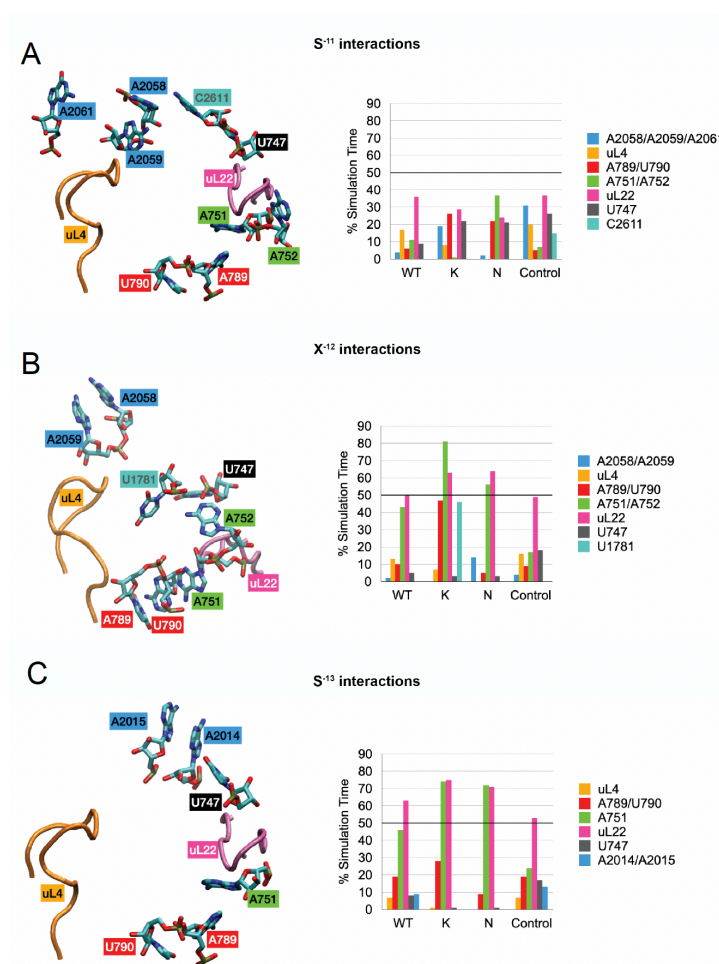 A
S-11 interactions
A2061
A2058
A2059
C2611
U747
uL22
uL4
A751
A752
U790
A789
% Simulation Time
90
80
70
60
50
40
30
20
10
0
WT K N Control
A2058/A2059/A2061
uL4
A789/U790
A751/A752
uL22
U747
C2611
B
X-12 interactions
A2058
A2059
uL4
U1781
U747
A752
uL22
A751
A789
U790
% Simulation Time
90
80
70
60
50
40
30
20
10
0
WT K N Control
A2058/A2059
uL4
A789/U790
A751/A752
uL22
U747
U1781
C
S-13 interactions
A2015
A2014
U747
uL22
uL4
A751
U790
A789
% Simulation Time
90
80
70
60
50
40
30
20
10
0
WT K N Control
uL4
A789/U790
A751
uL22
U747
A2014/A2015